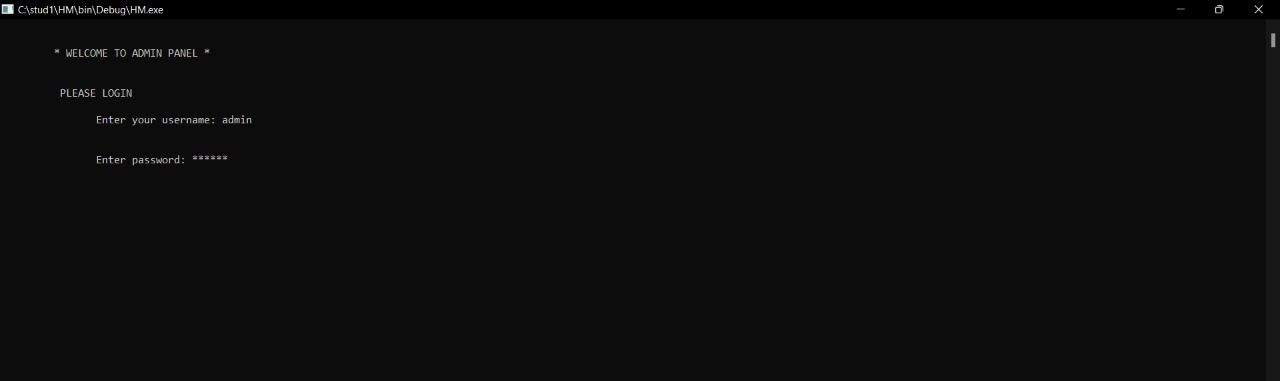 C:\stud1\HM\bin\Debug\HM.exe
* WELCOME TO ADMIN PANEL *
PLEASE LOGIN
Enter your username: admin
Enter password: ******